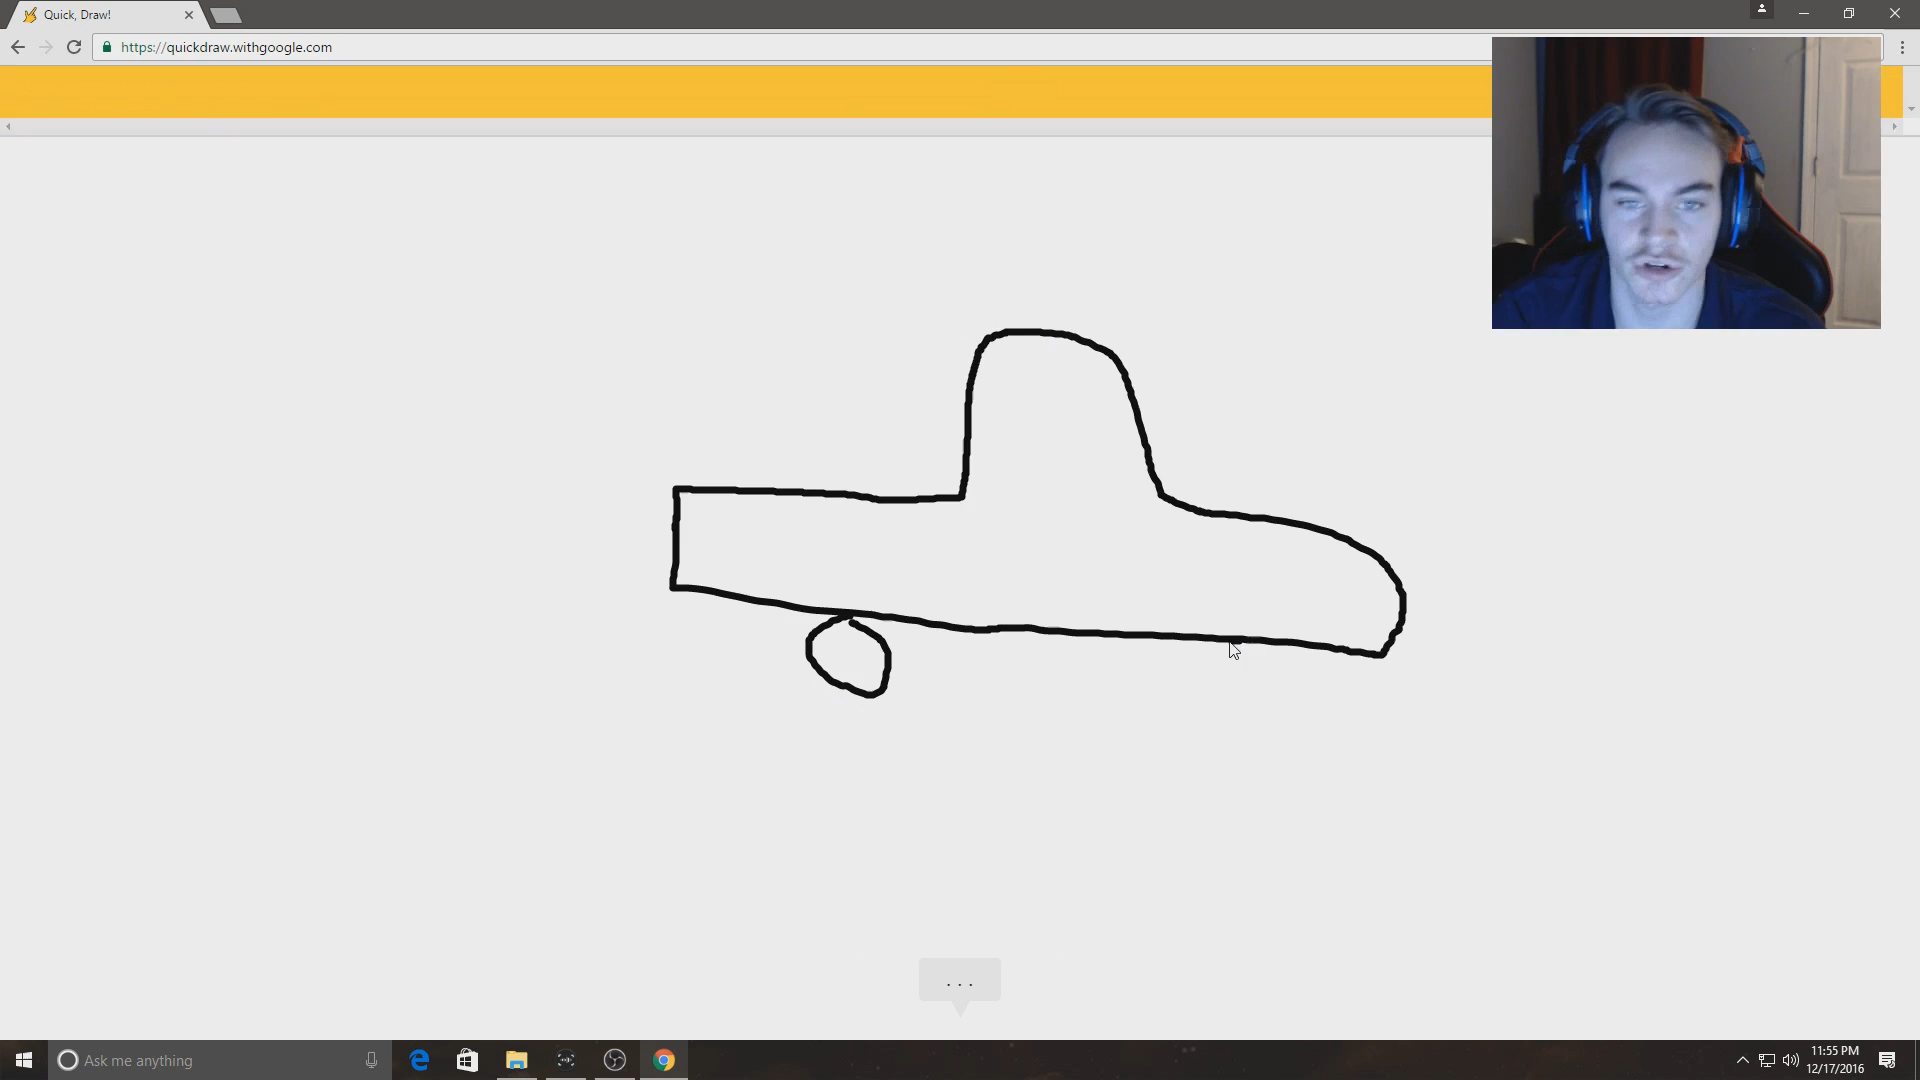 Quick, Draw!
https://quickdraw.withgoogle.com
...
Ask me anything
11:55 PM
12/17/2016